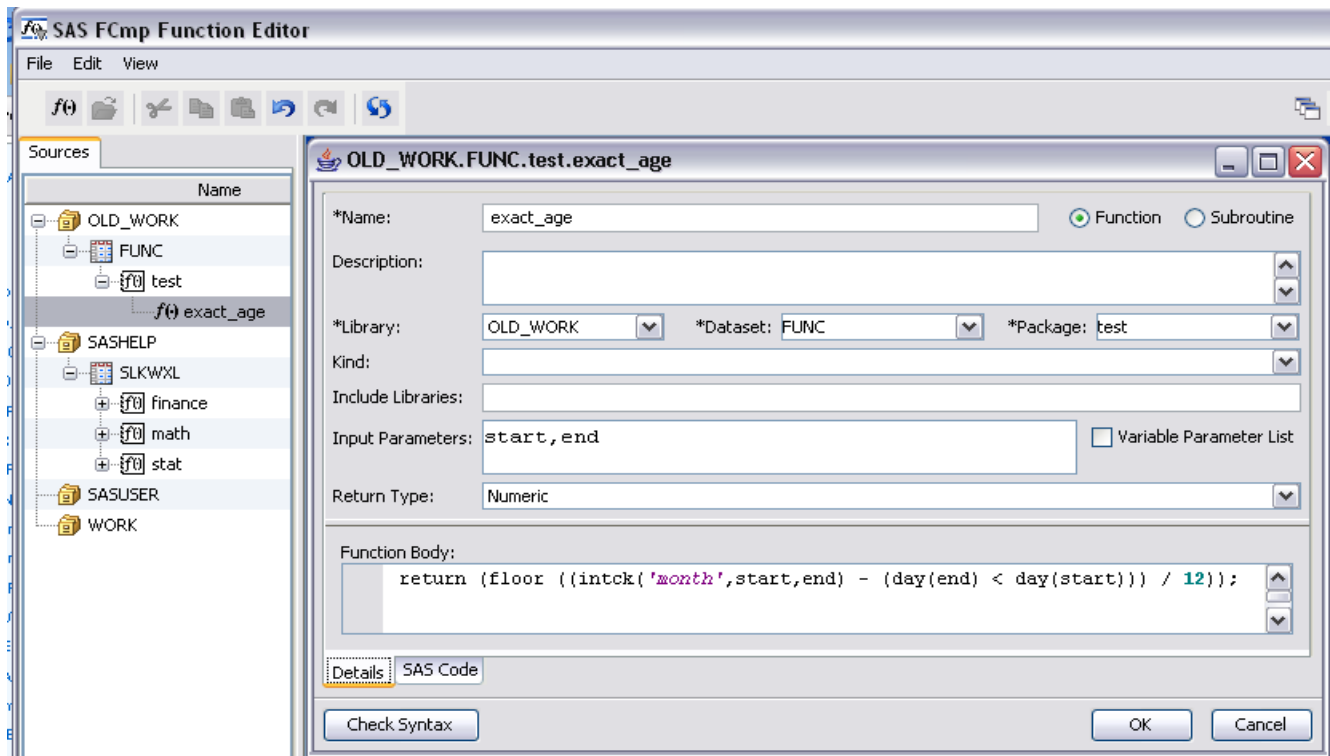 SAS FCmp Function Editor
File Edit View
f(·)
Sources
Name
OLD_WORK
FUNC
f() test
f(·) exact_age
SASHELP
SLKWXL
f() finance
f() math
f() stat
SASUSER
WORK
OLD_WORK.FUNC.test.exact_age
*Name: exact_age Function Subroutine
Description:
*Library: OLD_WORK *Dataset: FUNC *Package: test
Kind:
Include Libraries:
Input Parameters: start,end Variable Parameter List
Return Type: Numeric
Function Body:
return (floor ((intck('month',start,end) - (day(end) < day(start))) / 12));
Details SAS Code
Check Syntax OK Cancel